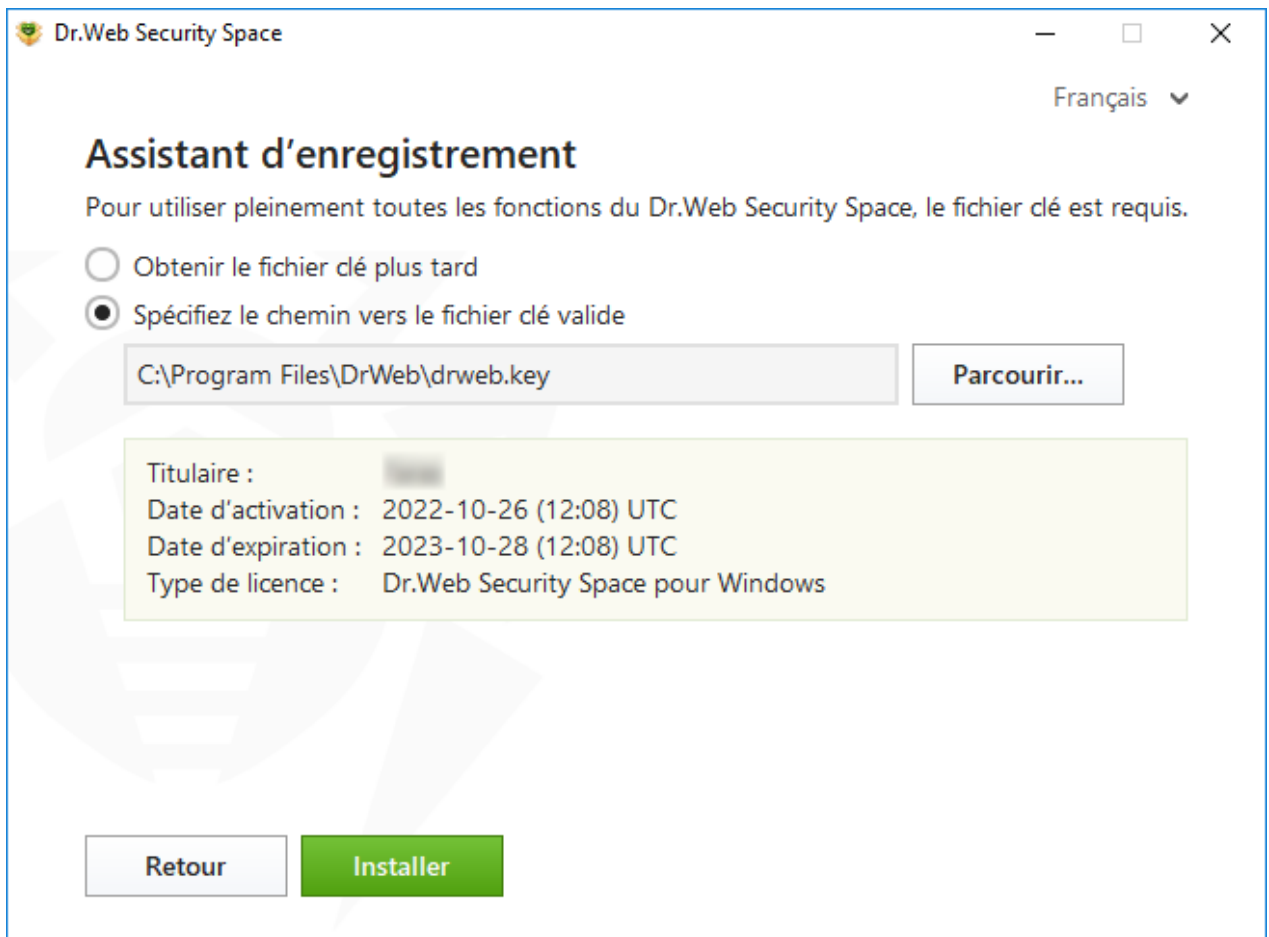 Dr.Web Security Space
Français
Assistant d’enregistrement
Pour utiliser pleinement toutes les fonctions du Dr.Web Security Space, le fichier clé est requis.
Obtenir le fichier clé plus tard
Spécifiez le chemin vers le fichier clé valide
C:\Program Files\DrWeb\drweb.key
Parcourir...
Titulaire :
Date d’activation : 2022-10-26 (12:08) UTC
Date d’expiration : 2023-10-28 (12:08) UTC
Type de licence : Dr.Web Security Space pour Windows
Retour
Installer